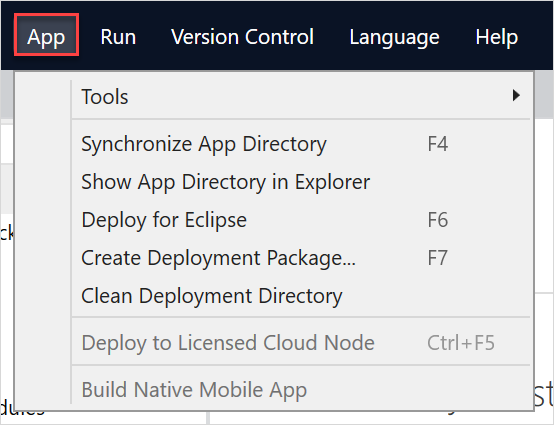 App Run Version Control Language Help
Tools
Synchronize App Directory F4
Show App Directory in Explorer
Deploy for Eclipse F6
Create Deployment Package... F7
Clean Deployment Directory
Deploy to Licensed Cloud Node Ctrl+F5
Build Native Mobile App